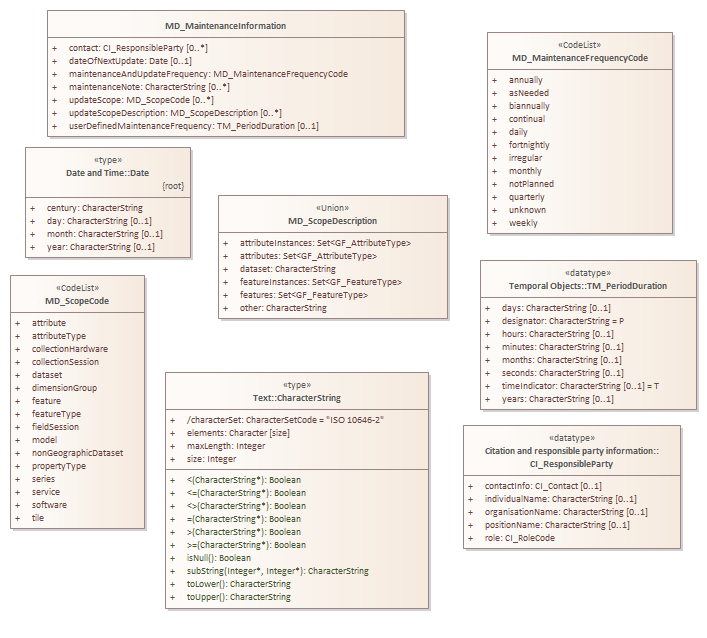 MD_MaintenanceInformation
+ contact: CI_ResponsibleParty [0..*]
+ dateOfNextUpdate: Date [0..1]
+ maintenanceAndUpdateFrequency: MD_MaintenanceFrequencyCode
+ maintenanceNote: CharacterString [0..*]
+ updateScope: MD_ScopeCode [0..*]
+ updateScopeDescription: MD_ScopeDescription [0..*]
+ userDefinedMaintenanceFrequency: TM_PeriodDuration [0..1]
«CodeList»
MD_MaintenanceFrequencyCode
+ annually
+ asNeeded
+ biannually
+ continual
+ daily
+ fortnightly
+ irregular
+ monthly
+ notPlanned
+ quarterly
+ unknown
+ weekly
«type»
Date and Time::Date
{root}
+ century: CharacterString
+ day: CharacterString [0..1]
+ month: CharacterString [0..1]
+ year: CharacterString [0..1]
«Union»
MD_ScopeDescription
+ attributeInstances: Set<GF_AttributeType>
+ attributes: Set<GF_AttributeType>
+ dataset: CharacterString
+ featureInstances: Set<GF_FeatureType>
+ features: Set<GF_FeatureType>
+ other: CharacterString
«CodeList»
MD_ScopeCode
+ attribute
+ attributeType
+ collectionHardware
+ collectionSession
+ dataset
+ dimensionGroup
+ feature
+ featureType
+ fieldSession
+ model
+ nonGeographicDataset
+ propertyType
+ series
+ service
+ software
+ tile
«datatype»
Temporal Objects::TM_PeriodDuration
+ days: CharacterString [0..1]
+ designator: CharacterString = P
+ hours: CharacterString [0..1]
+ minutes: CharacterString [0..1]
+ months: CharacterString [0..1]
+ seconds: CharacterString [0..1]
+ timeIndicator: CharacterString [0..1] = T
+ years: CharacterString [0..1]
«type»
Text::CharacterString
+ /characterSet: CharacterSetCode = "ISO 10646-2"
+ elements: Character [size]
+ maxLength: Integer
+ size: Integer
+ <(CharacterString*): Boolean
+ <=(CharacterString*): Boolean
+ <>(CharacterString*): Boolean
+ =(CharacterString*): Boolean
+ >(CharacterString*): Boolean
+ >=(CharacterString*): Boolean
+ isNull(): Boolean
+ subString(Integer*, Integer*): CharacterString
+ toLower(): CharacterString
+ toUpper(): CharacterString
«datatype»
Citation and responsible party information::
CI_ResponsibleParty
+ contactInfo: CI_Contact [0..1]
+ individualName: CharacterString [0..1]
+ organisationName: CharacterString [0..1]
+ positionName: CharacterString [0..1]
+ role: CI_RoleCode